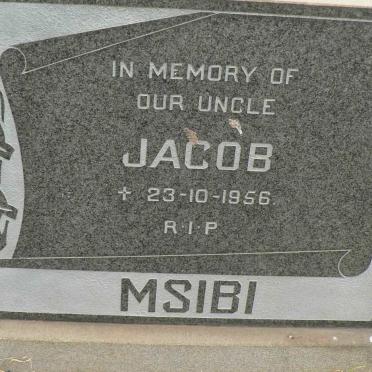 IN MEMORY OF
OUR UNCLE
JACOB
✝ 23-10-1956.
R·I·P
MSIBI